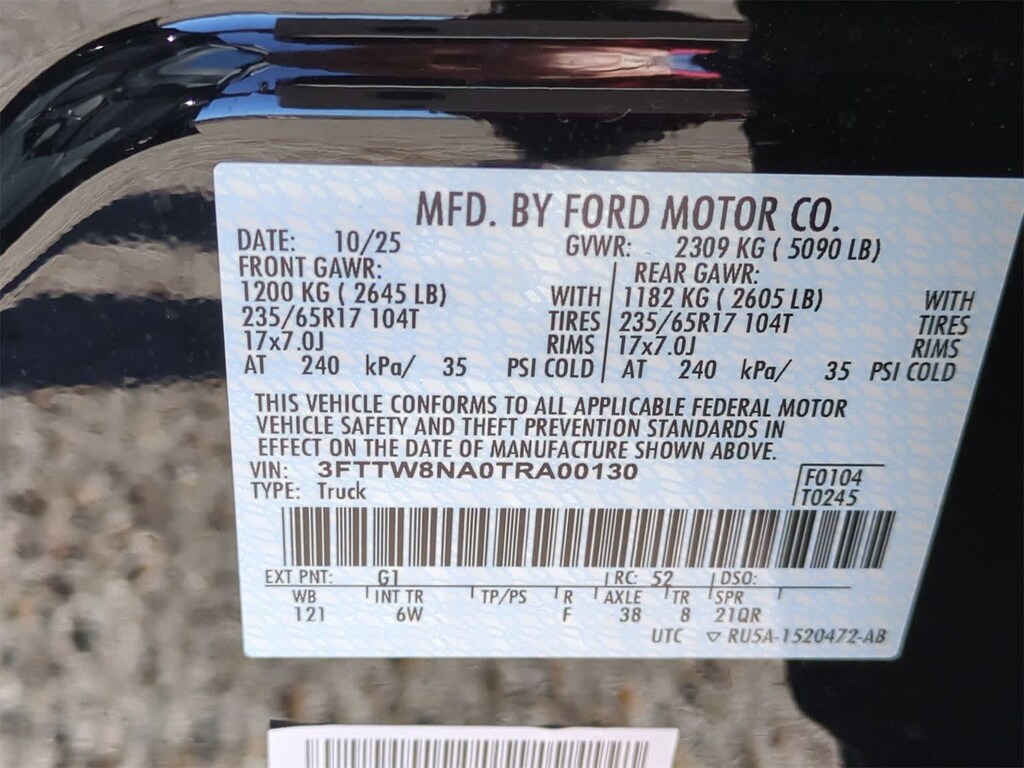 MFD. BY FORD MOTOR CO.
DATE: 10/25 GVWR: 2309 KG ( 5090 LB)
FRONT GAWR: REAR GAWR:
1200 KG ( 2645 LB) WITH 1182 KG ( 2605 LB) WITH
235/65R17 104T TIRES 235/65R17 104T TIRES
17x7.0J RIMS 17x7.0J RIMS
AT 240 kPa/ 35 PSI COLD AT 240 kPa/ 35 PSI COLD
THIS VEHICLE CONFORMS TO ALL APPLICABLE FEDERAL MOTOR
VEHICLE SAFETY AND THEFT PREVENTION STANDARDS IN
EFFECT ON THE DATE OF MANUFACTURE SHOWN ABOVE.
VIN: 3FTTW8NA0TRA00130 F0104
TYPE: Truck T0245
EXT PNT: G1 RC: 52 DSO:
WB INT TR TP/PS R AXLE TR SPR
121 6W F 38 8 21QR
UTC ▽ RU5A-1520472-AB